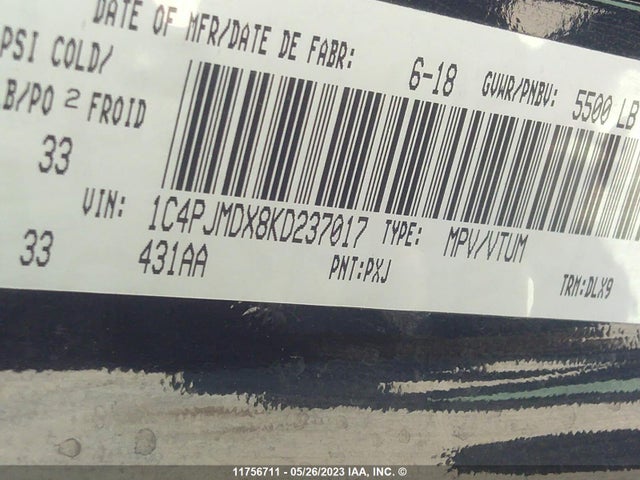 DATE OF MFR/DATE DE FABR: 6-18 GVWR/PNBV: 5500 LB
PSI COLD/
B/PO 2 FROID
33
VIN: 1C4PJMDX8KD237017 TYPE: MPV/VTUM
33 431AA PNT:PXJ TRM:DLX9
11756711 - 05/26/2023 IAA, INC. ©